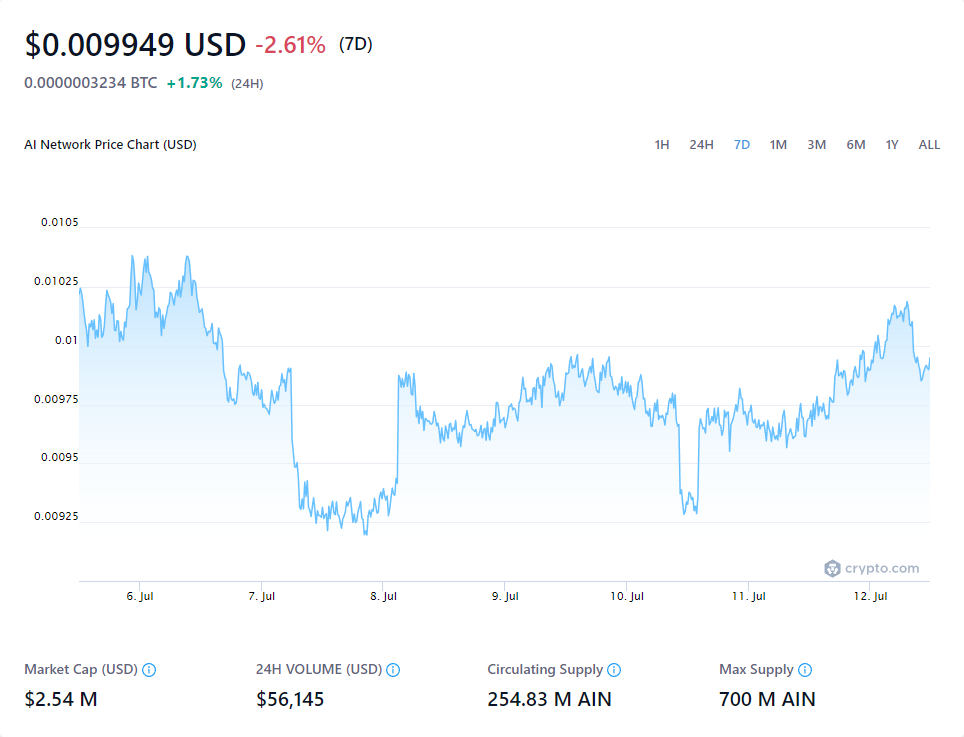 $0.009949 USD -2.61% (7D)
0.0000003234 BTC +1.73% (24H)
AI Network Price Chart (USD) 1H 24H 7D 1M 3M 6M 1Y ALL
0.0105
0.01025
0.01
0.00975
0.0095
0.00925
crypto.com
6. Jul 7. Jul 8. Jul 9. Jul 10. Jul 11. Jul 12. Jul
Market Cap (USD) 24H VOLUME (USD) Circulating Supply Max Supply
$2.54 M $56,145 254.83 M AIN 700 M AIN